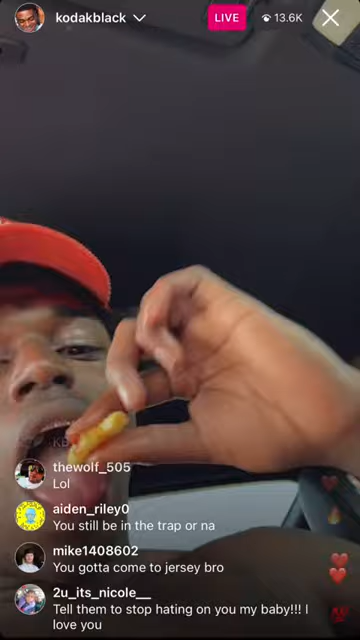 kodakblack
LIVE
13.6K
thewolf_505
Lol
aiden_riley0
You still be in the trap or na
mike1408602
You gotta come to jersey bro
2u_its_nicole__
Tell them to stop hating on you my baby!!! I
love you